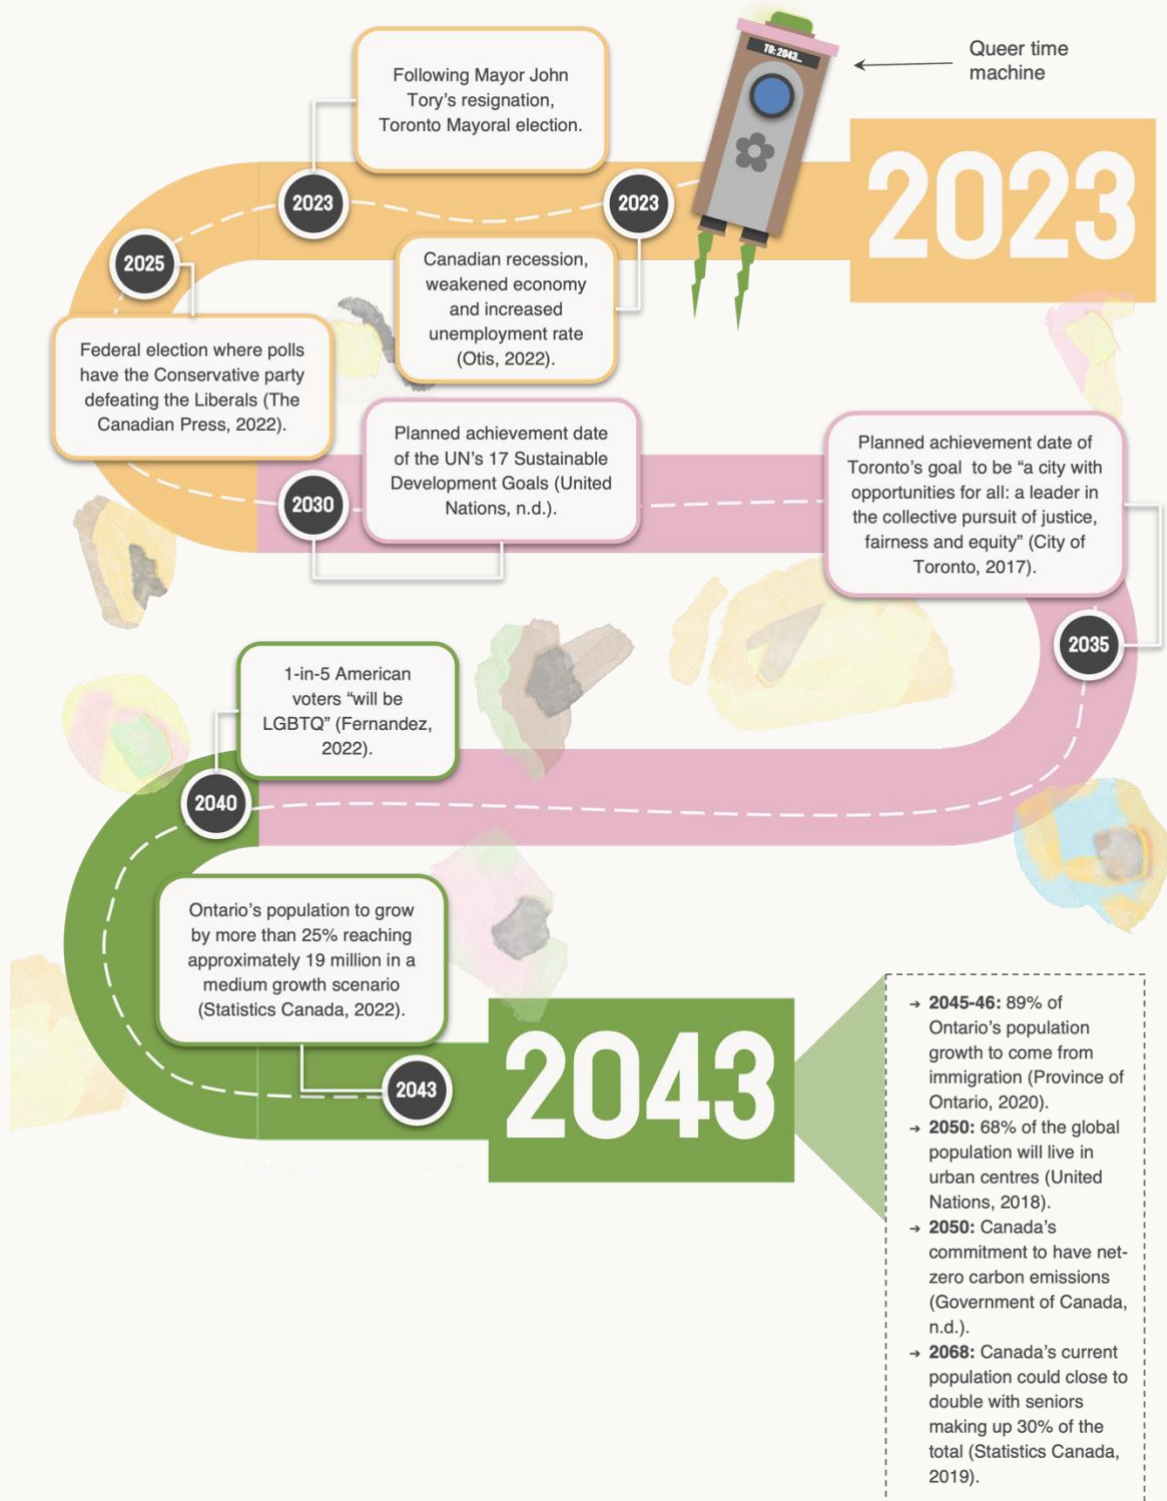 TO: 2043...
Queer time
machine
2023
Following Mayor John
Tory's resignation,
Toronto Mayoral election.
2023
2023
Canadian recession,
weakened economy
and increased
unemployment rate
(Otis, 2022).
2025
Federal election where polls
have the Conservative party
defeating the Liberals (The
Canadian Press, 2022).
2030
Planned achievement date
of the UN's 17 Sustainable
Development Goals (United
Nations, n.d.).
Planned achievement date of
Toronto's goal to be “a city with
opportunities for all: a leader in
the collective pursuit of justice,
fairness and equity” (City of
Toronto, 2017).
2035
1-in-5 American
voters “will be
LGBTQ” (Fernandez,
2022).
2040
Ontario's population to grow
by more than 25% reaching
approximately 19 million in a
medium growth scenario
(Statistics Canada, 2022).
2043
2043
→ 2045-46: 89% of
Ontario's population
growth to come from
immigration (Province of
Ontario, 2020).
→ 2050: 68% of the global
population will live in
urban centres (United
Nations, 2018).
→ 2050: Canada's
commitment to have net-
zero carbon emissions
(Government of Canada,
n.d.).
→ 2068: Canada's current
population could close to
double with seniors
making up 30% of the
total (Statistics Canada,
2019).